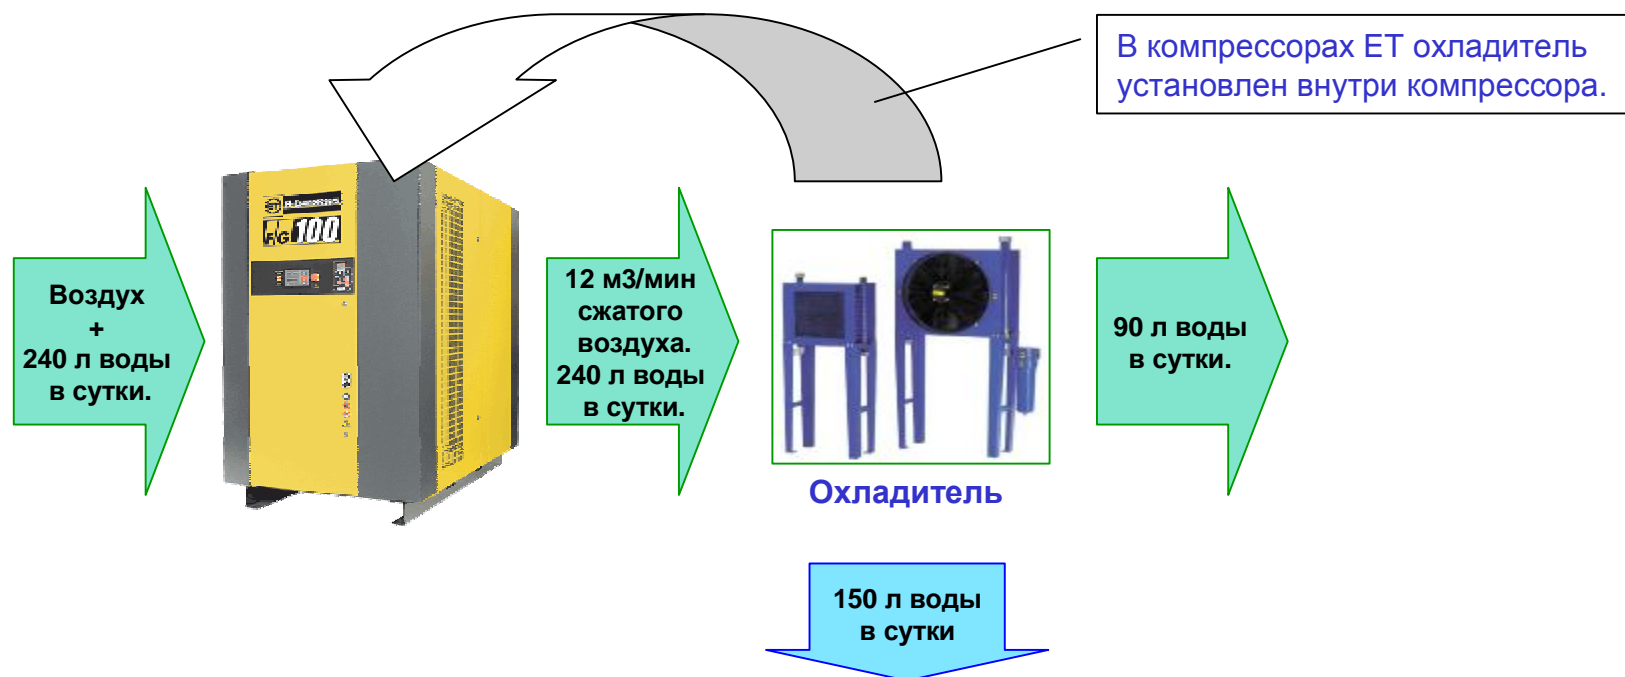 В компрессорах ET охладитель
установлен внутри компрессора.
100
Воздух
+
240 л воды
в сутки.
12 м3/мин
сжатого
воздуха.
240 л воды
в сутки.
90 л воды
в сутки.
Охладитель
150 л воды
в сутки